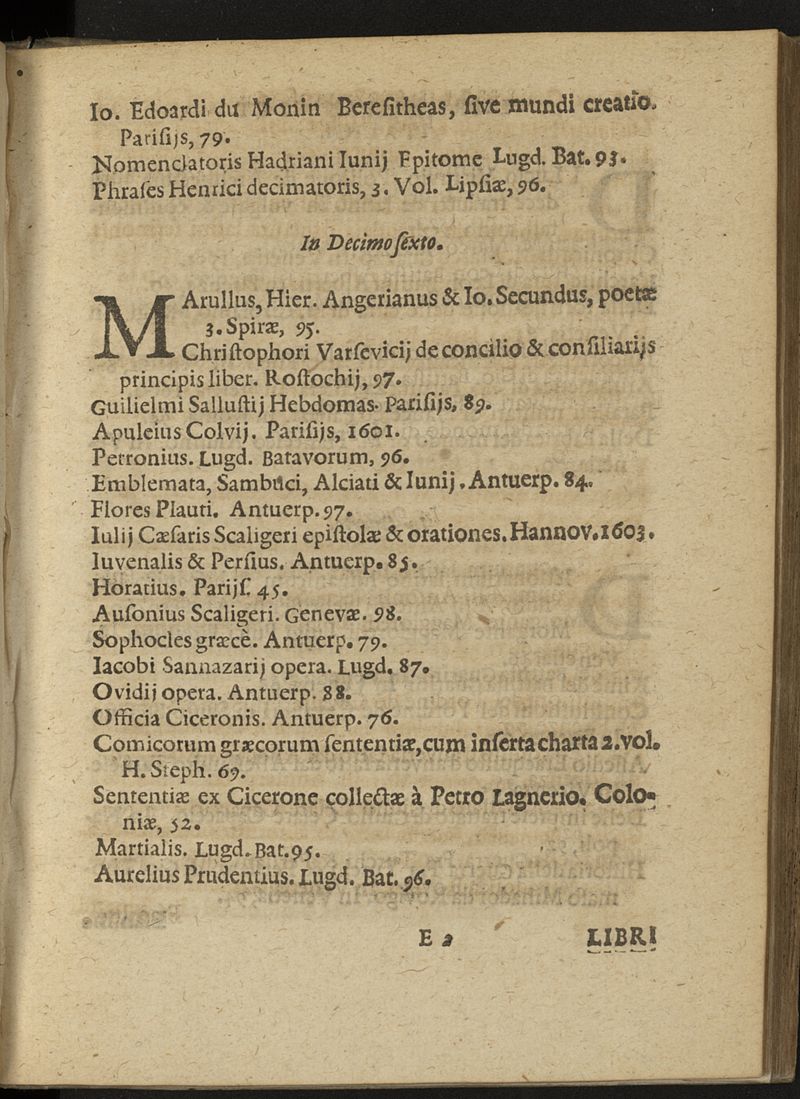 Io. Edoardi du Monin Beresitheas, ſive mundi creatio.
Pariſijs, 79.
Nomenclatoris Hadriani Iunij Epitome Lugd. Bat. 93.
Phraſes Henrici decimatoris, 3. Vol. Lipſiæ, 96.
In Decimoſexto.
MArullus, Hier. Angerianus & Io. Secundus, poetæ
3. Spiræ, 95.
Chriſtophori Varſevicij de concilio & conſiliarijs
principis liber. Roſtochij, 97.
Guilielmi Salluſtij Hebdomas. Pariſijs, 89.
Apuleius Colvij. Pariſijs, 1601.
Petronius. Lugd. Batavorum, 96.
Emblemata, Sambuci, Alciati & Iunij. Antuerp. 84.
Flores Plauti. Antuerp. 97.
Iulij Cæſaris Scaligeri epiſtolæ & orationes. Hannov. 1603.
Iuvenalis & Perſius. Antuerp. 85.
Horatius. Parijſ. 45.
Auſonius Scaligeri. Genevæ. 98.
Sophocles græcè. Antuerp. 79.
Iacobi Sannazarij opera. Lugd. 87.
Ovidij opera. Antuerp. 88.
Officia Ciceronis. Antuerp. 76.
Comicorum græcorum ſententiæ, cum inſerta charta 2. vol.
H. Steph. 69.
Sententiæ ex Cicerone collectæ à Petro Lagnerio. Colo-
niæ, 52.
Martialis. Lugd. Bat. 95.
Aurelius Prudentius. Lugd. Bat. 96.
E 2 LIBRI